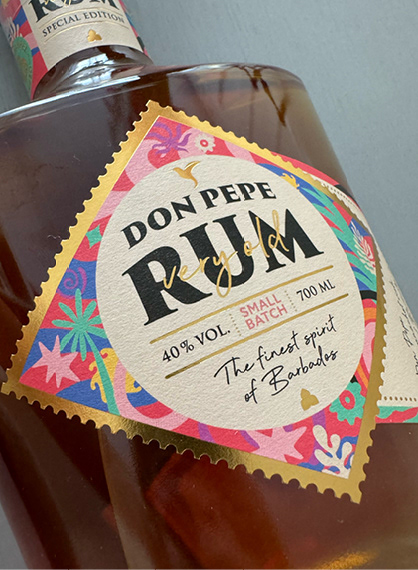 RUM
SPECIAL EDITION
DON PEPE
RUM
very old
40% VOL. SMALL BATCH 700 ML
The finest spirit
of Barbados